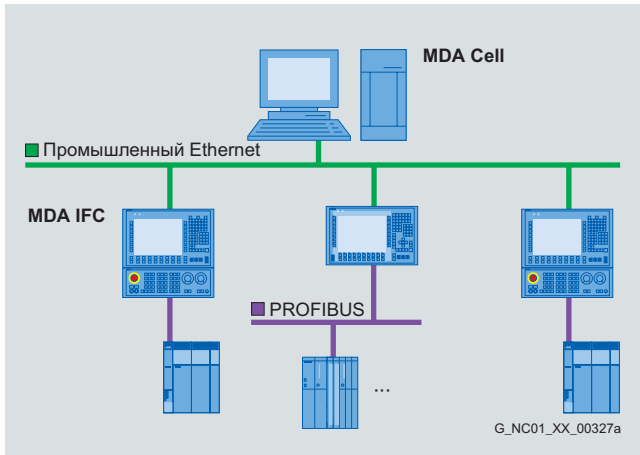 MDA Cell
Промышленный Ethernet
MDA IFC
PROFIBUS
...
G_NC01_XX_00327a